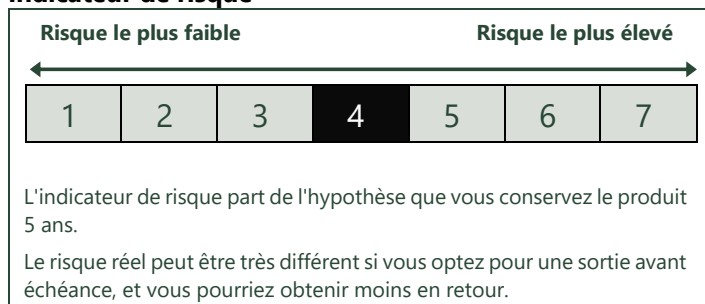 Indicateur de risque
Risque le plus faible Risque le plus élevé
1 2 3 4 5 6 7
L'indicateur de risque part de l'hypothèse que vous conservez le produit
5 ans.
Le risque réel peut être très différent si vous optez pour une sortie avant
échéance, et vous pourriez obtenir moins en retour.